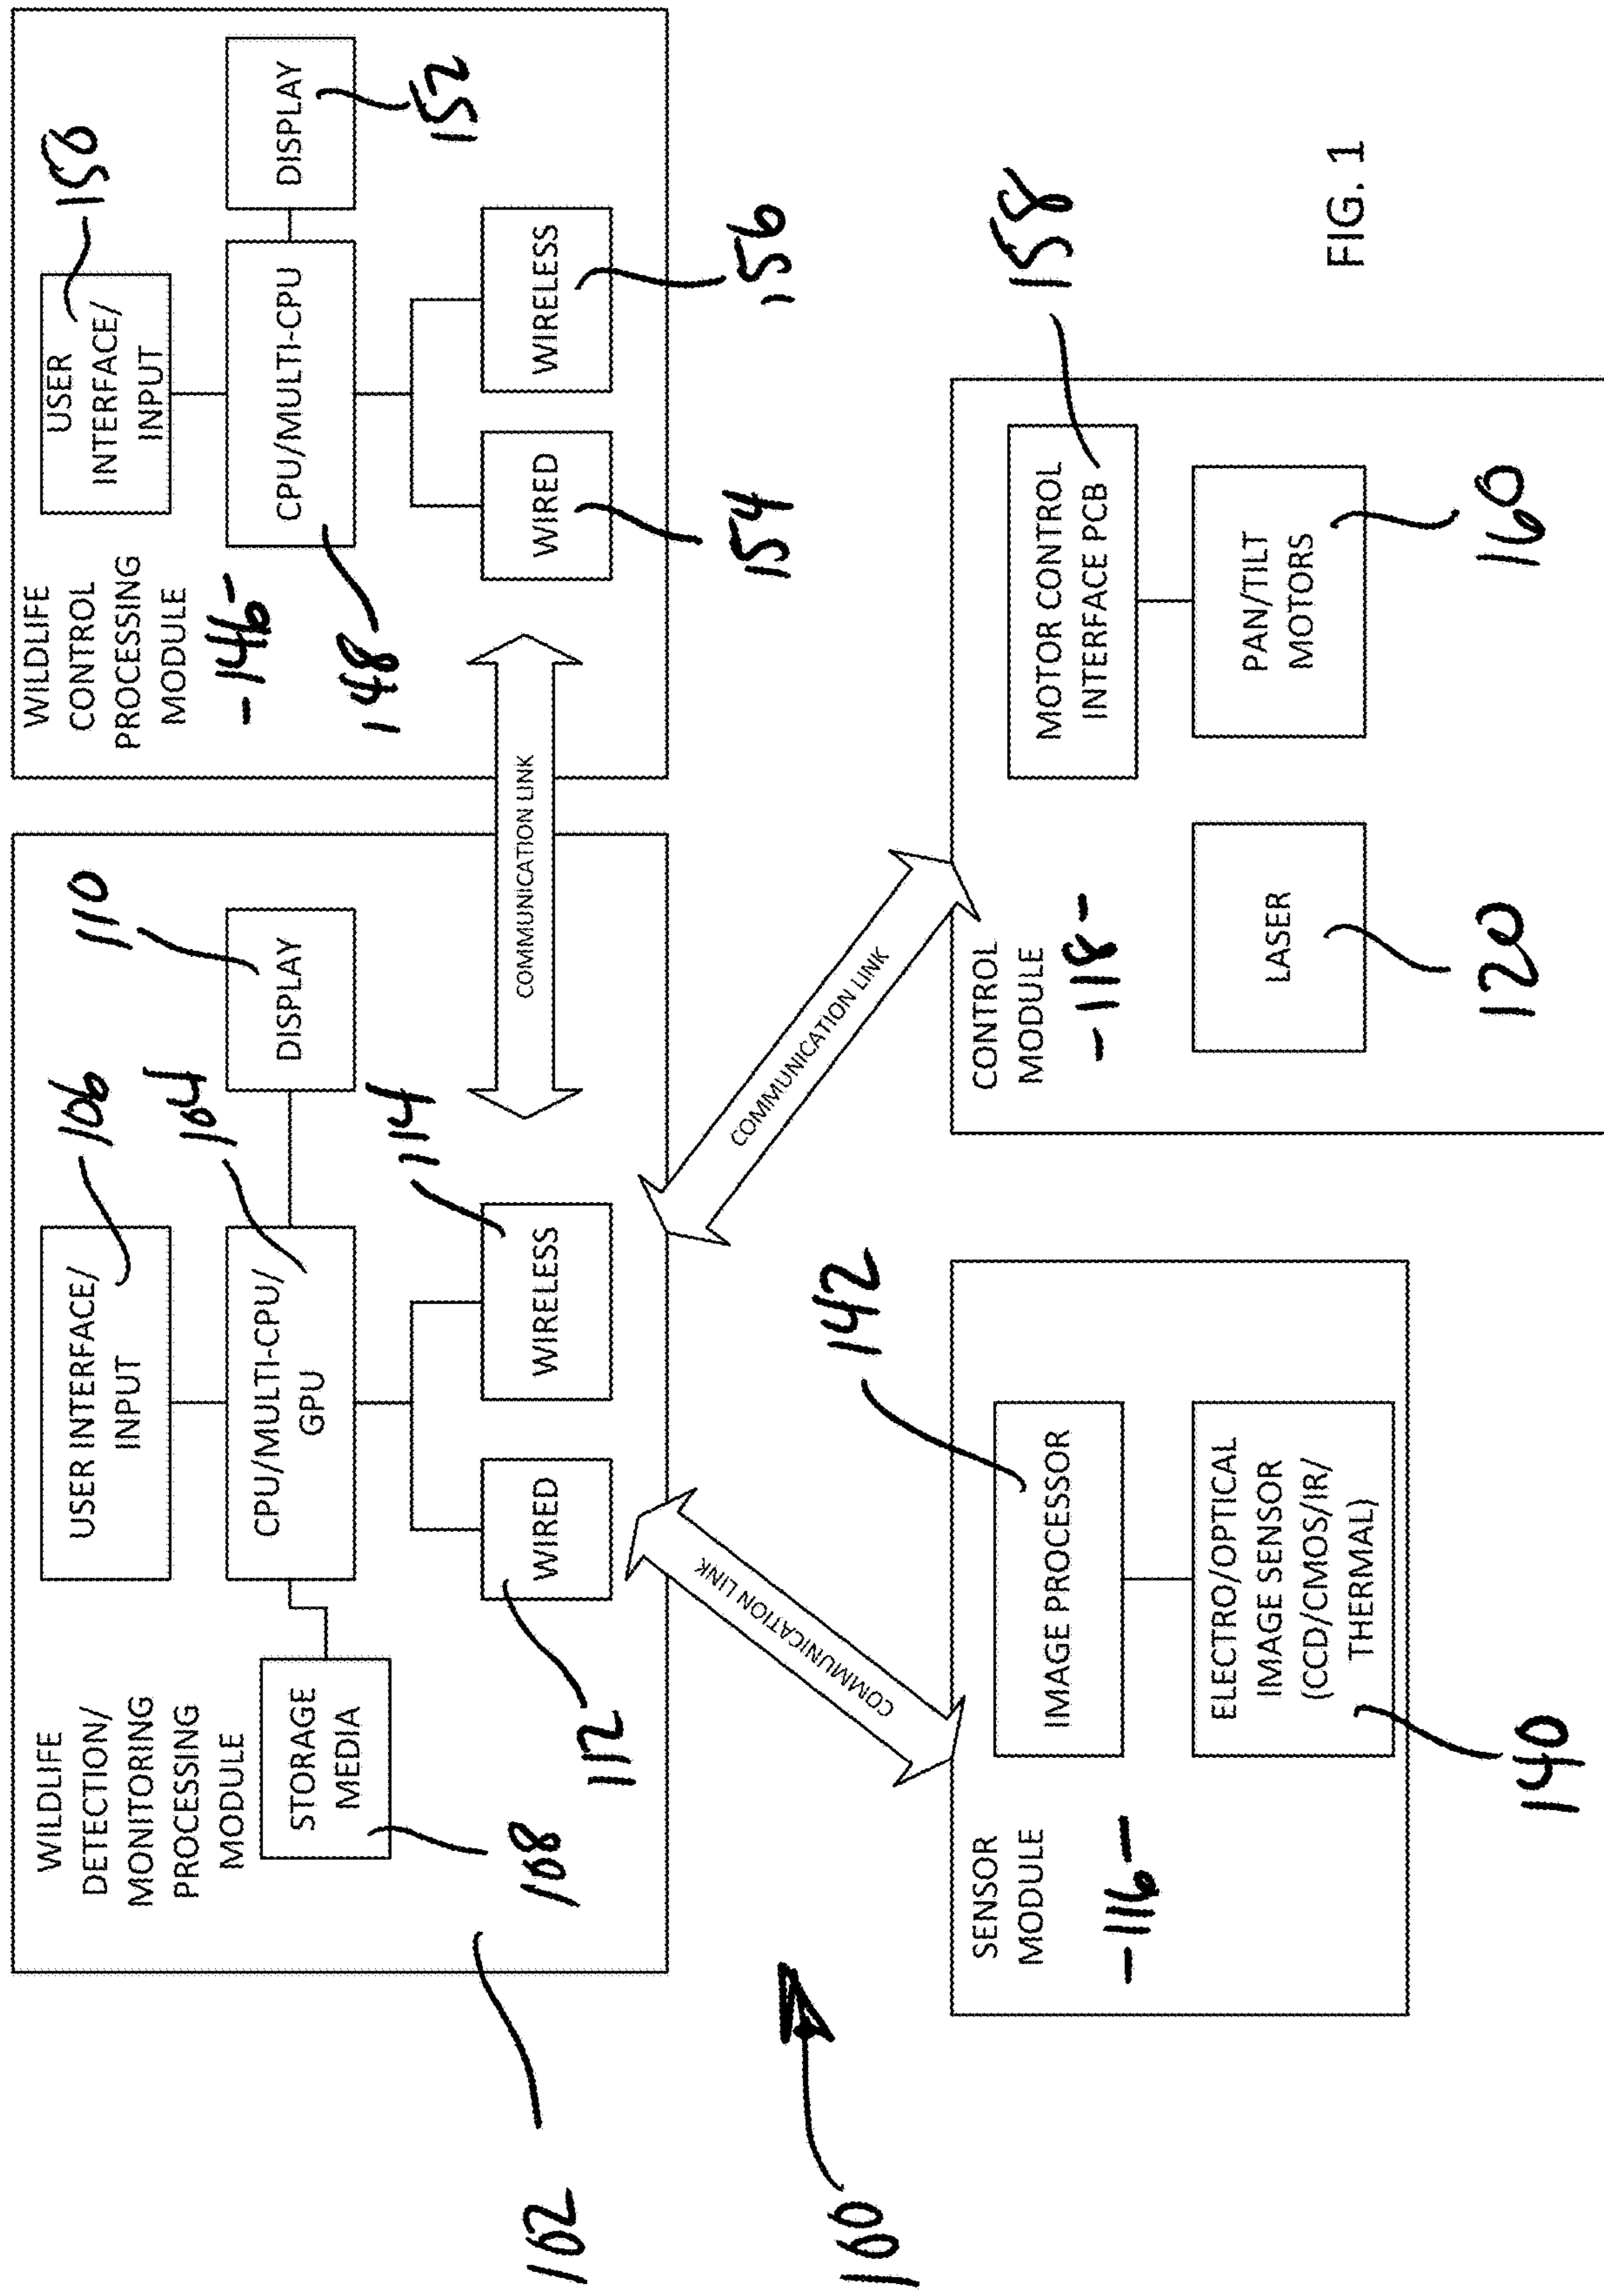 WILDLIFE
DETECTION/
MONITORING
PROCESSING
MODULE
USER INTERFACE/
INPUT
106
STORAGE
MEDIA
108
CPU/MULTI-CPU/
GPU
104
DISPLAY
110
WIRED
112
WIRELESS
114
102
WILDLIFE
CONTROL
PROCESSING
MODULE
-146-
USER
INTERFACE/
INPUT
150
CPU/MULTI-CPU
148
DISPLAY
152
WIRED
154
WIRELESS
156
COMMUNICATION LINK
COMMUNICATION LINK
COMMUNICATION LINK
100
SENSOR
MODULE
-116-
IMAGE PROCESSOR
142
ELECTRO/OPTICAL
IMAGE SENSOR
(CCD/CMOS/IR/
THERMAL)
140
CONTROL
MODULE
-118-
MOTOR CONTROL
INTERFACE PCB
158
LASER
120
PAN/TILT
MOTORS
160
FIG. 1